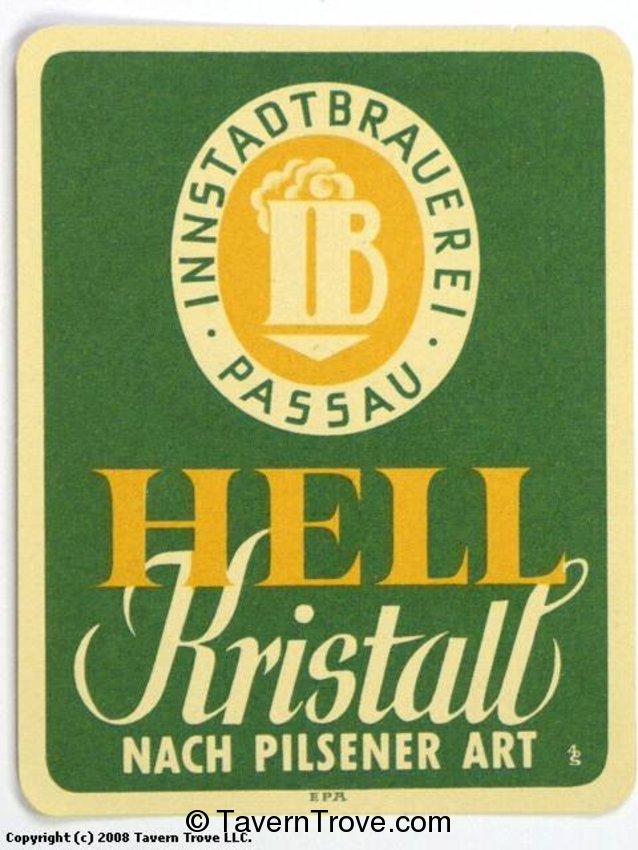 INNSTADTBRAUEREI
· PASSAU ·
IB
HELL
Kristall
NACH PILSENER ART
EPA
Copyright (c) 2008 Tavern Trove LLC.
© TavernTrove.com